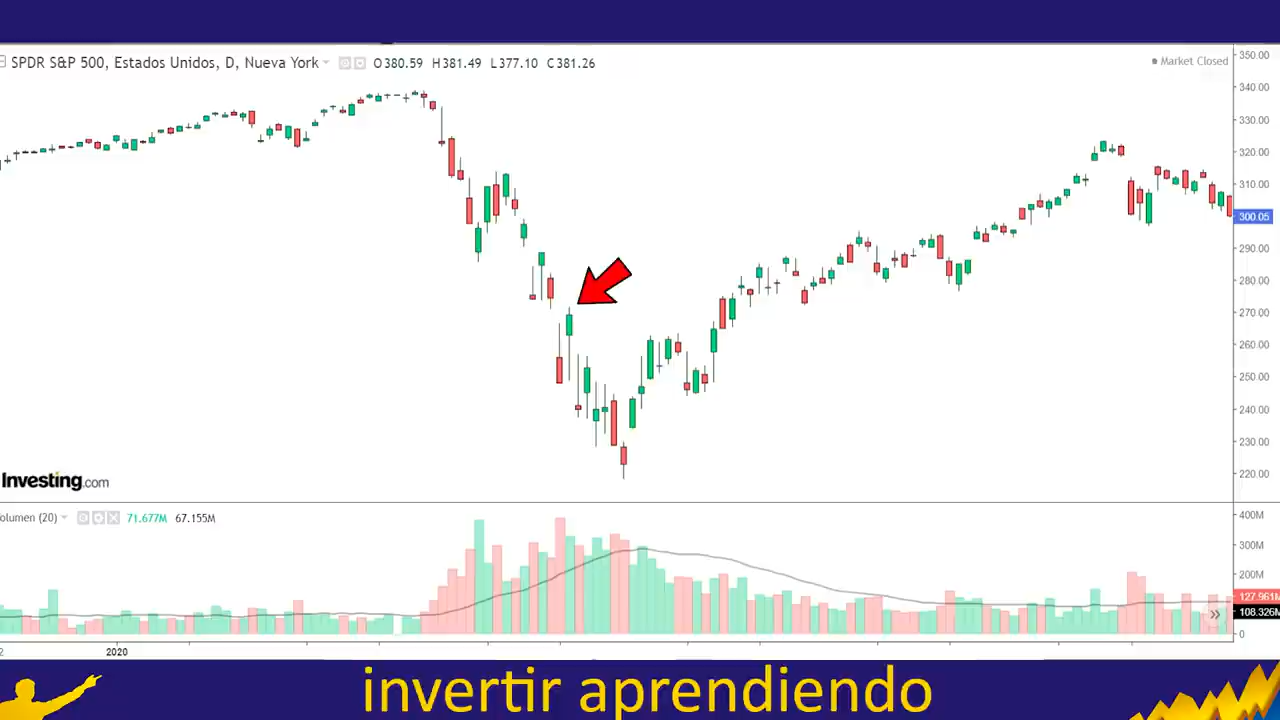 SPDR S&P 500, Estados Unidos, D, Nueva York O380.59 H381.49 L377.10 C381.26
Market Closed
350.00
340.00
330.00
320.00
310.00
300.05
290.00
280.00
270.00
260.00
250.00
240.00
230.00
220.00
Investing.com
olumen (20) 71.677M 67.155M
400M
300M
200M
127.961M
108.326M
0
2
2020
invertir aprendiendo